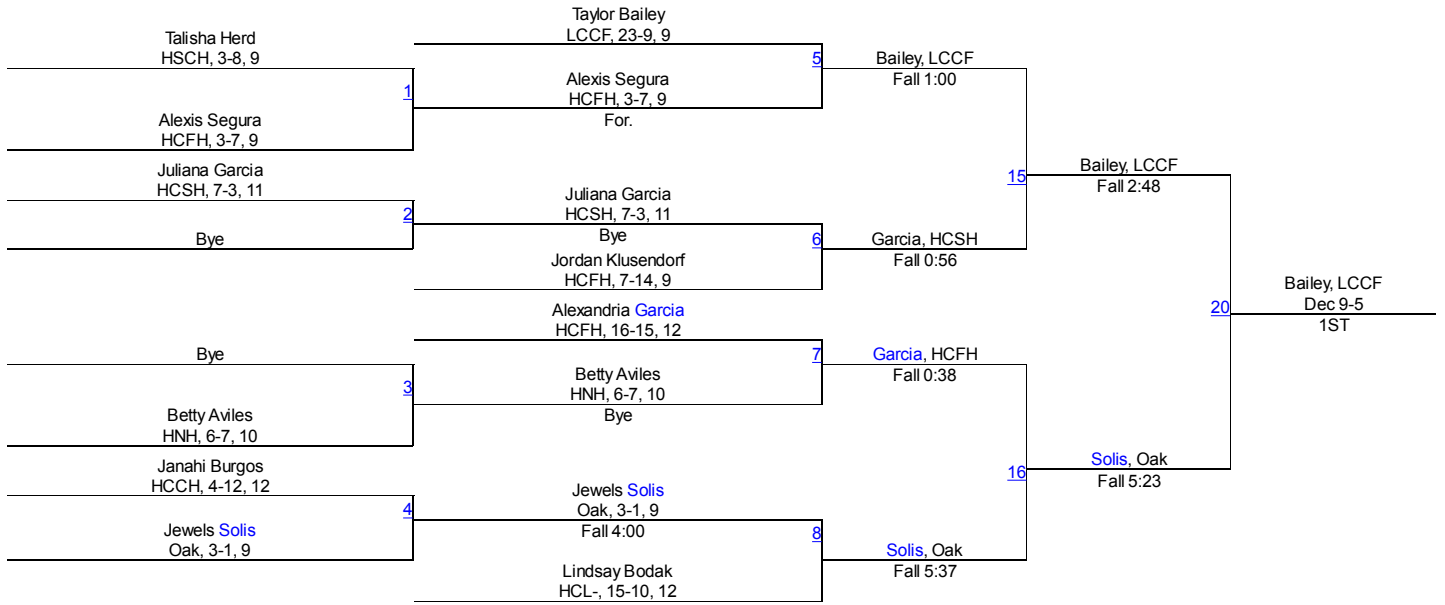 Talisha Herd
HSCH, 3-8, 9
1
Alexis Segura
HCFH, 3-7, 9
Juliana Garcia
HCSH, 7-3, 11
2
Bye
Bye
3
Betty Aviles
HNH, 6-7, 10
Janahi Burgos
HCCH, 4-12, 12
4
Jewels Solis
Oak, 3-1, 9
Taylor Bailey
LCCF, 23-9, 9
5
Alexis Segura
HCFH, 3-7, 9
For.
Juliana Garcia
HCSH, 7-3, 11
Bye
6
Jordan Klusendorf
HCFH, 7-14, 9
Alexandria Garcia
HCFH, 16-15, 12
7
Betty Aviles
HNH, 6-7, 10
Bye
Jewels Solis
Oak, 3-1, 9
Fall 4:00
8
Lindsay Bodak
HCL-, 15-10, 12
Bailey, LCCF
Fall 1:00
15
Garcia, HCSH
Fall 0:56
Garcia, HCFH
Fall 0:38
16
Solis, Oak
Fall 5:37
Bailey, LCCF
Fall 2:48
20
Solis, Oak
Fall 5:23
Bailey, LCCF
Dec 9-5
1ST